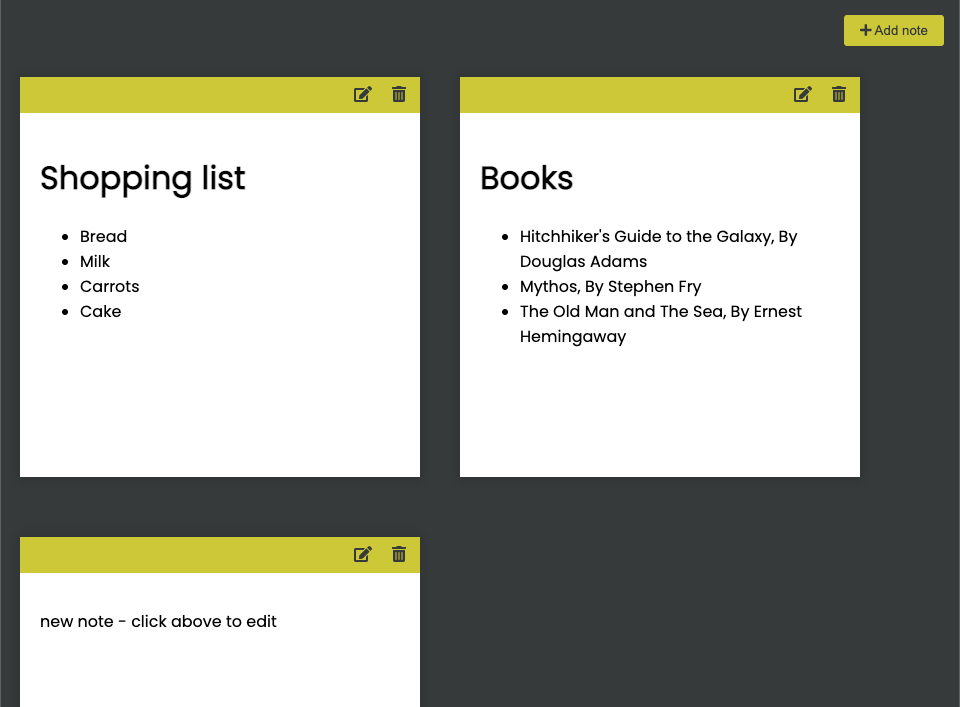 Add note
Shopping list
Bread
Milk
Carrots
Cake
Books
Hitchhiker's Guide to the Galaxy, By
Douglas Adams
Mythos, By Stephen Fry
The Old Man and The Sea, By Ernest
Hemingaway
new note - click above to edit